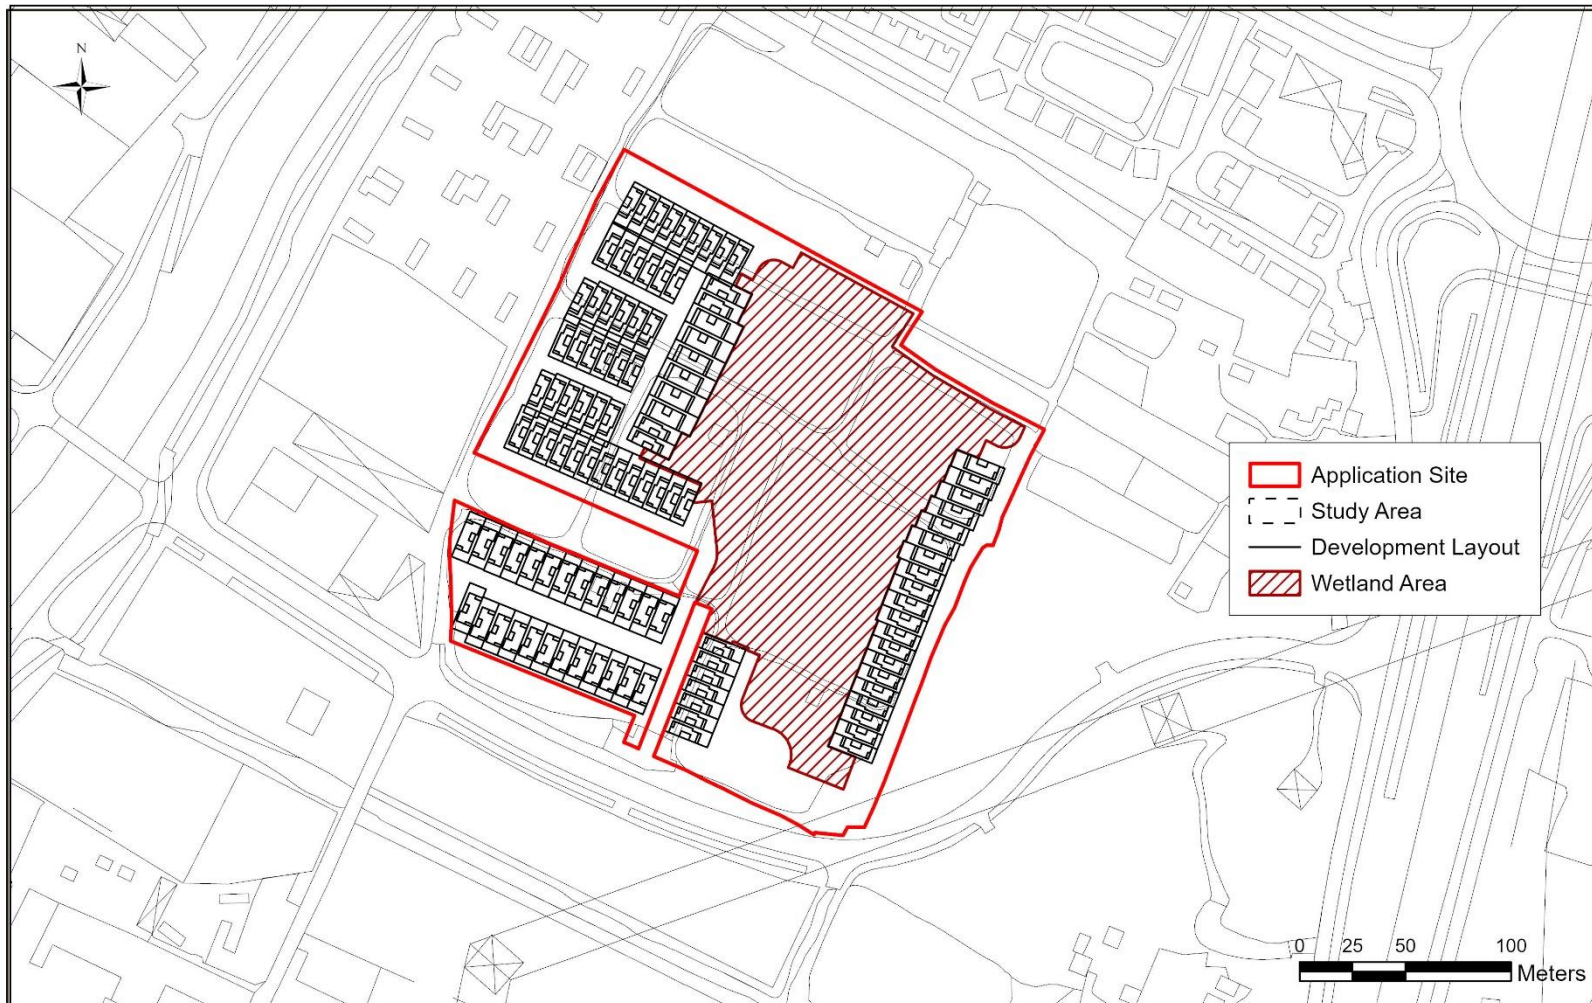 N
Application Site
Study Area
Development Layout
Wetland Area
0 25 50 100
Meters